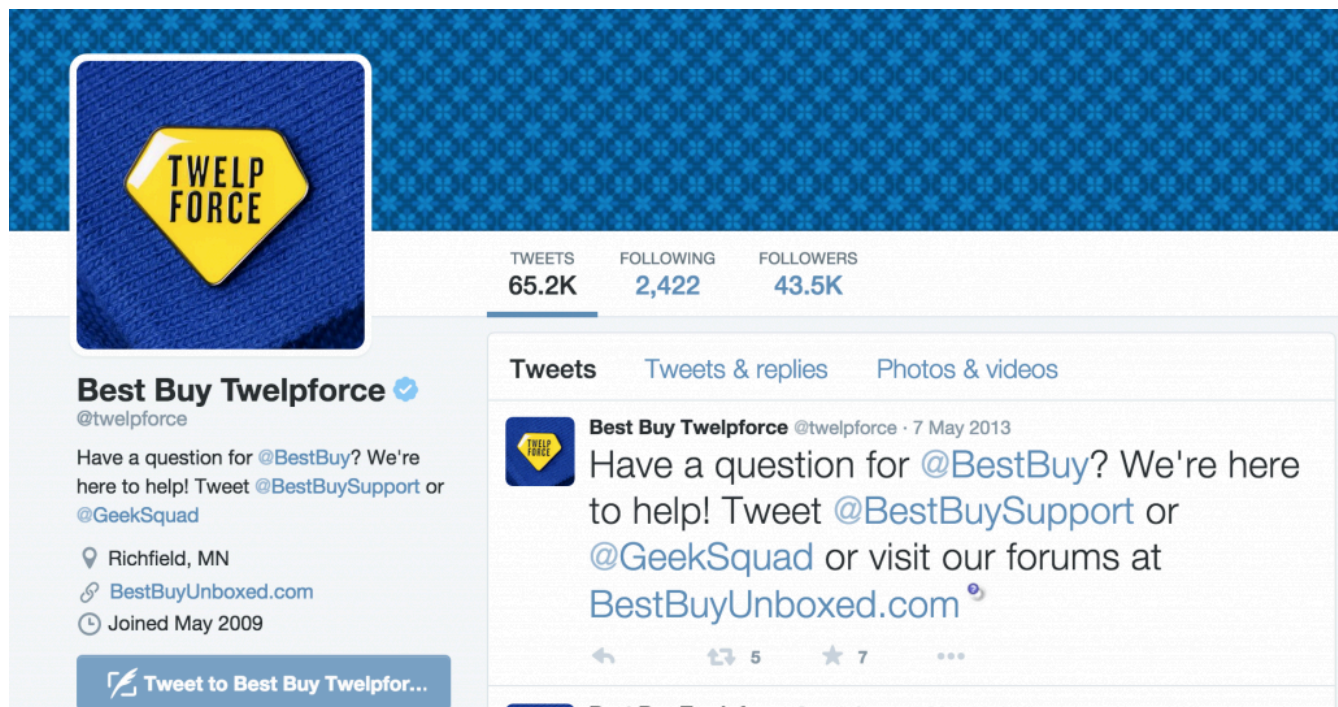 TWELP
FORCE
TWEETS
65.2K
FOLLOWING
2,422
FOLLOWERS
43.5K
Best Buy Twelpforce
@twelpforce
Have a question for @BestBuy? We're
here to help! Tweet @BestBuySupport or
@GeekSquad
Richfield, MN
BestBuyUnboxed.com
Joined May 2009
Tweet to Best Buy Twelpfor...
Tweets
Tweets & replies
Photos & videos
TWELP
FORCE
Best Buy Twelpforce @twelpforce · 7 May 2013
Have a question for @BestBuy? We're here
to help! Tweet @BestBuySupport or
@GeekSquad or visit our forums at
BestBuyUnboxed.com
5
7